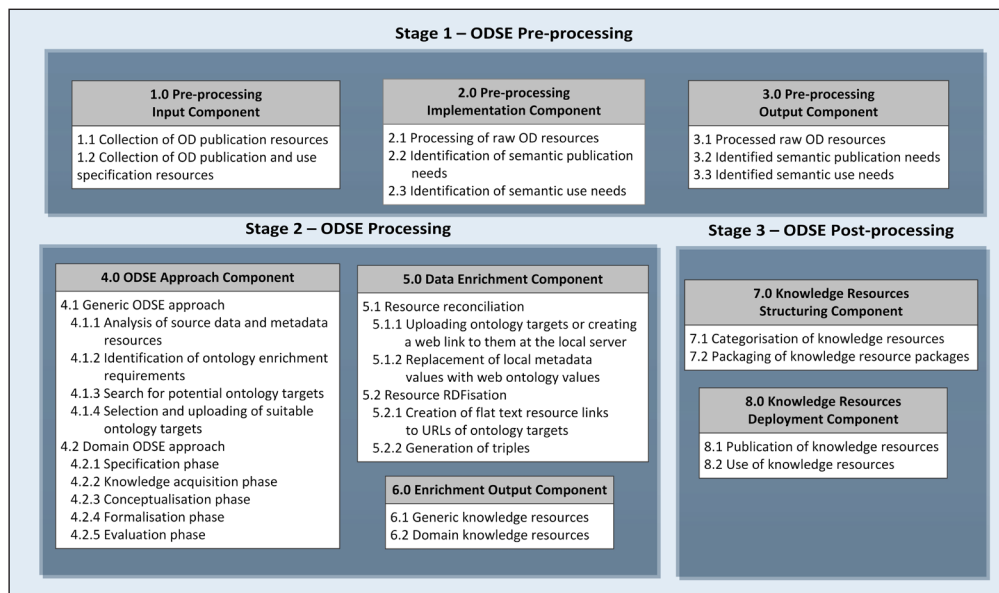 Stage 1 – ODSE Pre-processing
1.0 Pre-processing
Input Component
1.1 Collection of OD publication resources
1.2 Collection of OD publication and use
specification resources
2.0 Pre-processing
Implementation Component
2.1 Processing of raw OD resources
2.2 Identification of semantic publication
needs
2.3 Identification of semantic use needs
3.0 Pre-processing
Output Component
3.1 Processed raw OD resources
3.2 Identified semantic publication needs
3.3 Identified semantic use needs
Stage 2 – ODSE Processing
4.0 ODSE Approach Component
4.1 Generic ODSE approach
4.1.1 Analysis of source data and metadata
resources
4.1.2 Identification of ontology enrichment
requirements
4.1.3 Search for potential ontology targets
4.1.4 Selection and uploading of suitable
ontology targets
4.2 Domain ODSE approach
4.2.1 Specification phase
4.2.2 Knowledge acquisition phase
4.2.3 Conceptualisation phase
4.2.4 Formalisation phase
4.2.5 Evaluation phase
5.0 Data Enrichment Component
5.1 Resource reconciliation
5.1.1 Uploading ontology targets or creating
a web link to them at the local server
5.1.2 Replacement of local metadata
values with web ontology values
5.2 Resource RDFisation
5.2.1 Creation of flat text resource links
to URLs of ontology targets
5.2.2 Generation of triples
6.0 Enrichment Output Component
6.1 Generic knowledge resources
6.2 Domain knowledge resources
Stage 3 – ODSE Post-processing
7.0 Knowledge Resources
Structuring Component
7.1 Categorisation of knowledge resources
7.2 Packaging of knowledge resource packages
8.0 Knowledge Resources
Deployment Component
8.1 Publication of knowledge resources
8.2 Use of knowledge resources